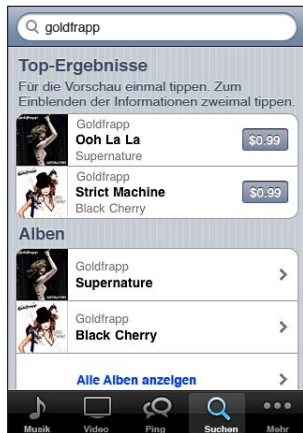 goldfrapp
Top-Ergebnisse
Für die Vorschau einmal tippen. Zum
Einblenden der Informationen zweimal tippen.
Goldfrapp
Ooh La La
$0.99
Supernature
Goldfrapp
Strict Machine
$0.99
Black Cherry
Alben
Goldfrapp
Supernature
Goldfrapp
Black Cherry
Alle Alben anzeigen
Musik Video Ping Suchen Mehr